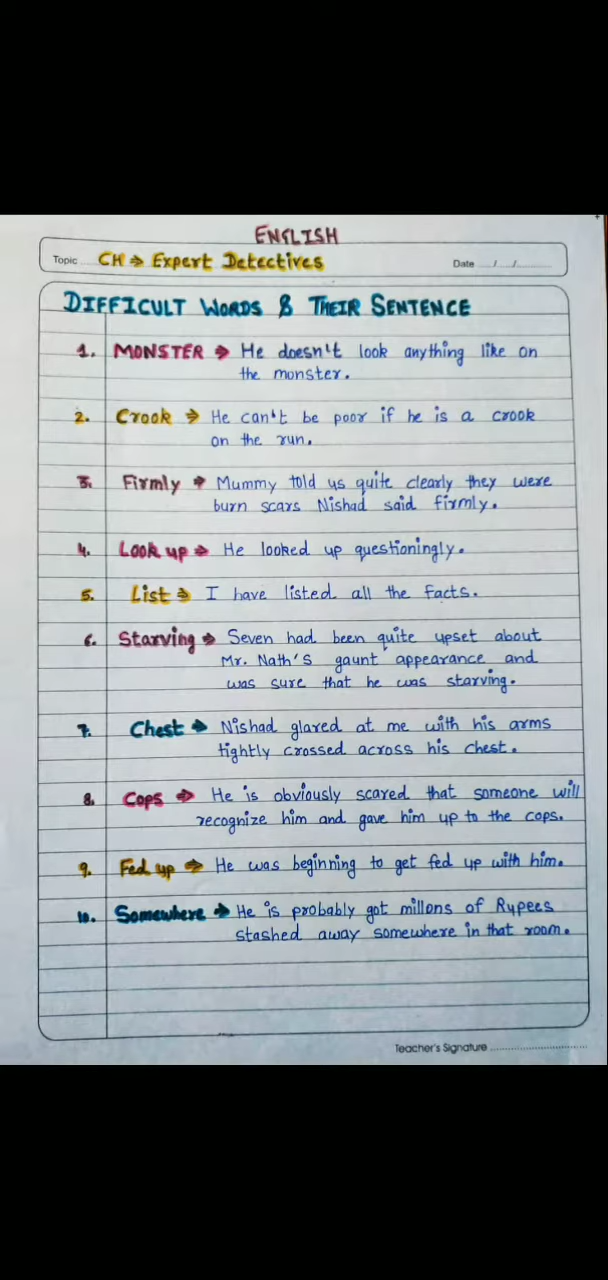 ENGLISH
Topic CH ⇒ Expert Detectives
Date / /
DIFFICULT WORDS & THEIR SENTENCE
1. MONSTER ⇒ He doesn't look anything like on
the monster.
2. Crook ⇒ He can't be poor if he is a crook
on the run.
3. Firmly ⇒ Mummy told us quite clearly they were
burn scars Nishad said firmly.
4. Look up ⇒ He looked up questioningly.
5. List ⇒ I have listed all the facts.
6. Starving ⇒ Seven had been quite upset about
Mr. Nath's gaunt appearance and
was sure that he was starving.
7. Chest ⇒ Nishad glared at me with his arms
tightly crossed across his chest.
8. Cops ⇒ He is obviously scared that someone will
recognize him and gave him up to the cops.
9. Fed up ⇒ He was beginning to get fed up with him.
10. Somewhere ⇒ He is probably got millons of Rupees
stashed away somewhere in that room.
Teacher's Signature